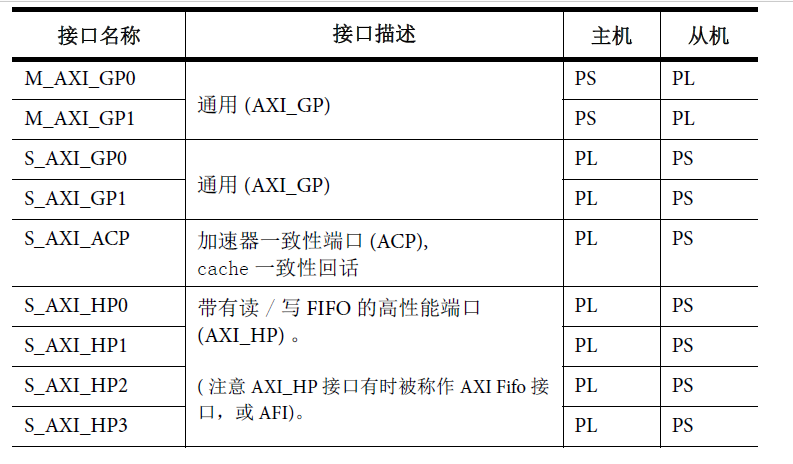 接口名称 接口描述 主机 从机
M_AXI_GP0 通用 (AXI_GP) PS PL
M_AXI_GP1 PS PL
S_AXI_GP0 通用 (AXI_GP) PL PS
S_AXI_GP1 PL PS
S_AXI_ACP 加速器一致性端口 (ACP), PL PS
cache 一致性回话
S_AXI_HP0 带有读 / 写 FIFO 的高性能端口 PL PS
(AXI_HP) 。
S_AXI_HP1 PL PS
S_AXI_HP2 ( 注意 AXI_HP 接口有时被称作 AXI Fifo 接 PL PS
口，或 AFI)。
S_AXI_HP3 PL PS